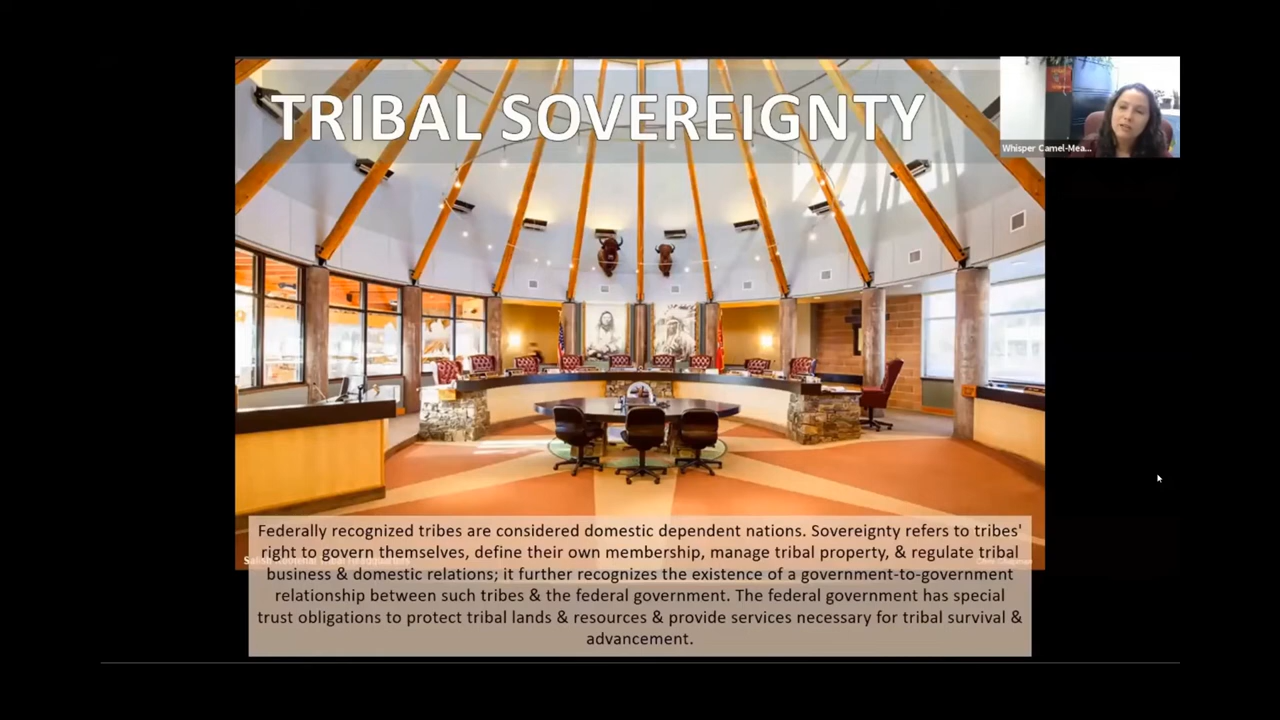 TRIBAL SOVEREIGNTY
Whisper Camel-Mea...
Federally recognized tribes are considered domestic dependent nations. Sovereignty refers to tribes'
right to govern themselves, define their own membership, manage tribal property, & regulate tribal
business & domestic relations; it further recognizes the existence of a government-to-government
relationship between such tribes & the federal government. The federal government has special
trust obligations to protect tribal lands & resources & provide services necessary for tribal survival &
advancement.